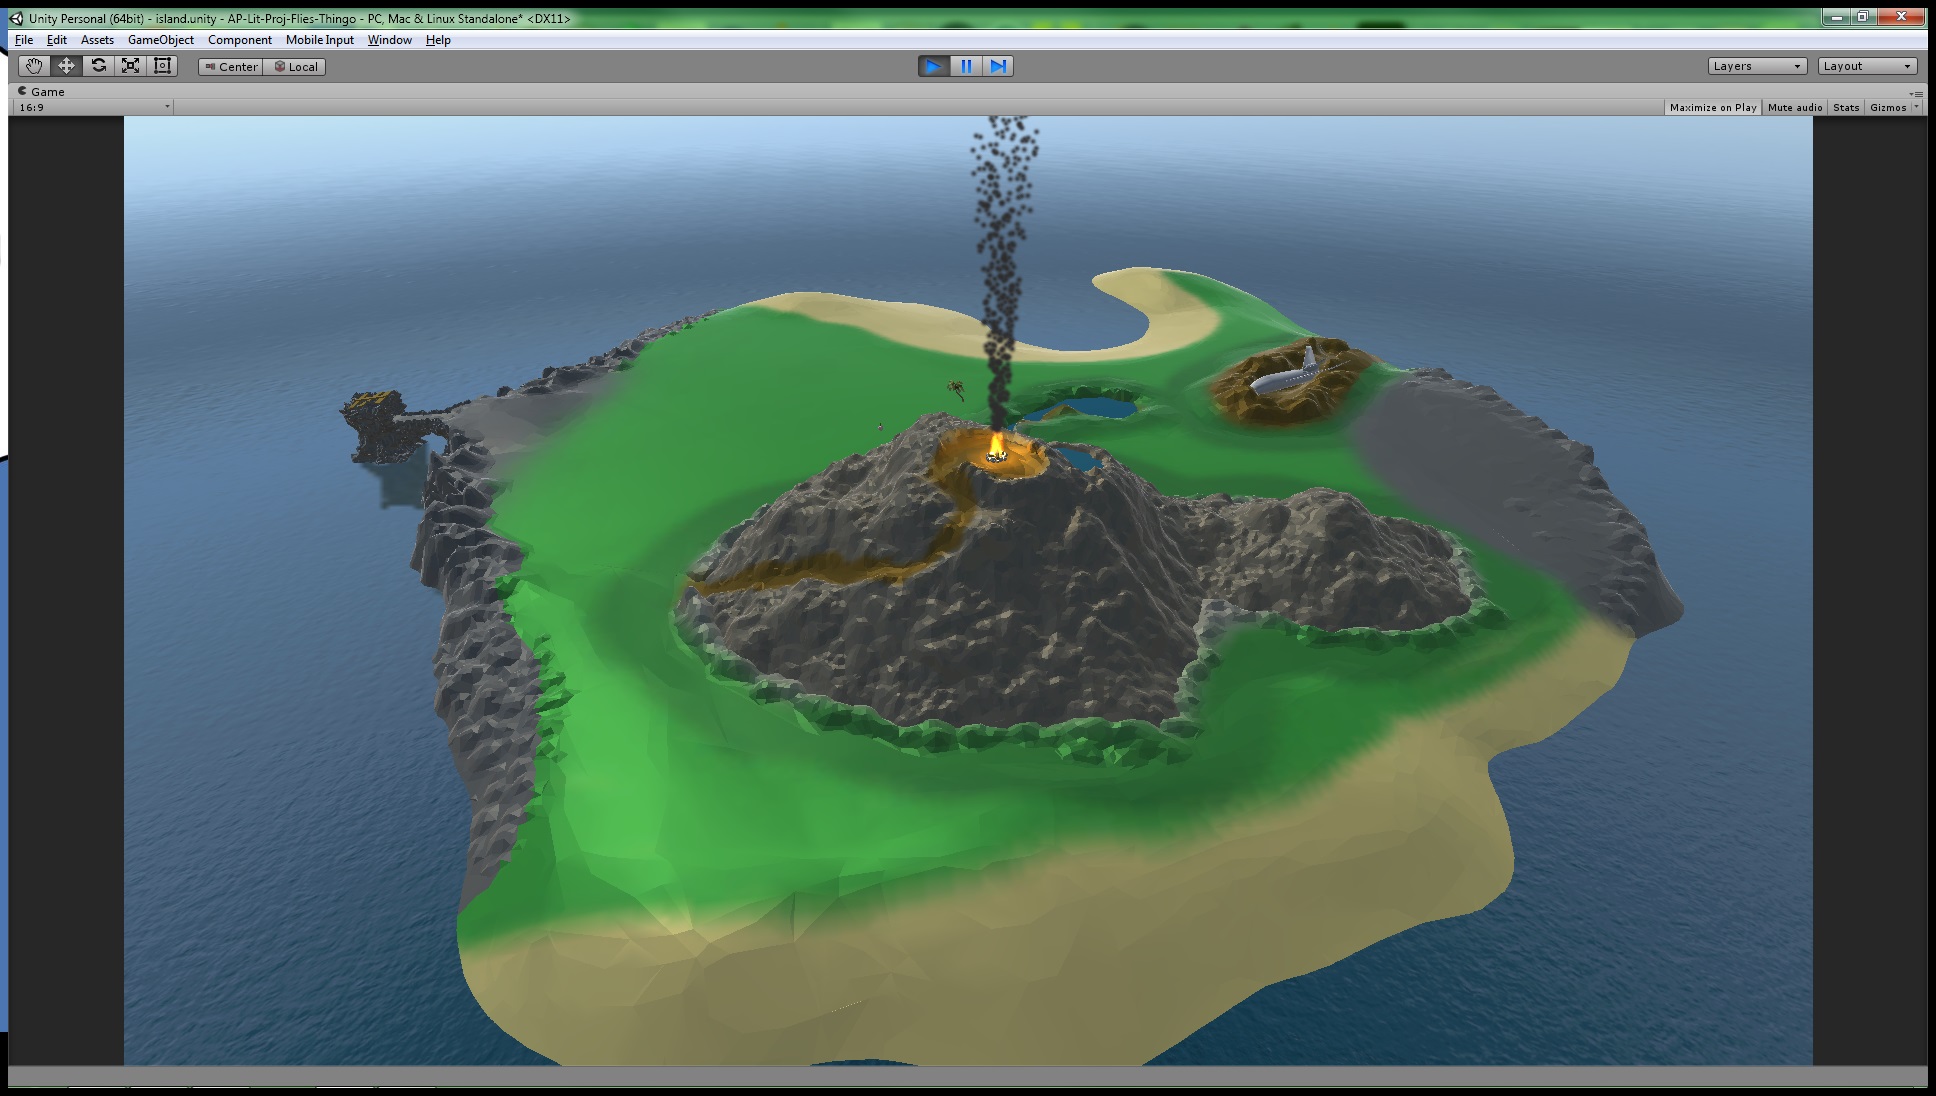 Unity Personal (64bit) - island.unity - AP-Lit-Proj-Flies-Thingo - PC, Mac & Linux Standalone* <DX11>
File Edit Assets GameObject Component Mobile Input Window Help
Center Local Layers Layout
Game
16:9 Maximize on Play Mute audio Stats Gizmos